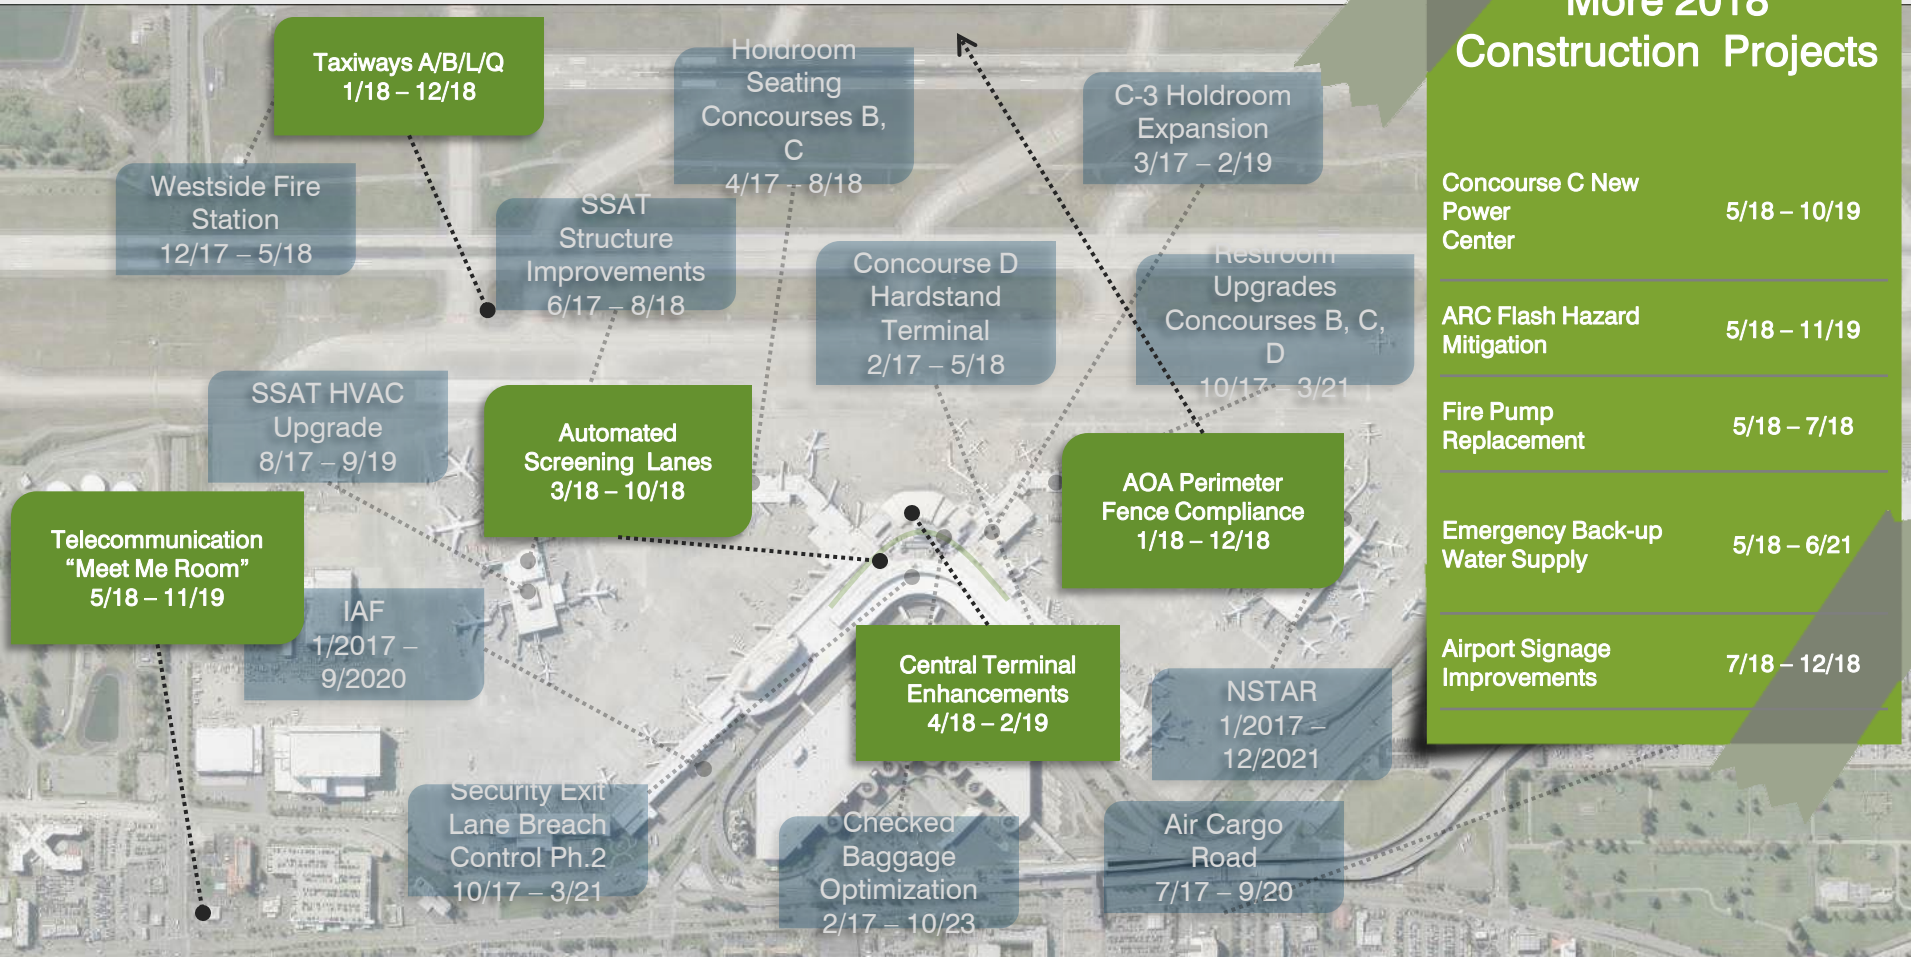 Taxiways A/B/L/Q
1/18 – 12/18
Holdroom
Seating
Concourses B,
C
4/17 – 8/18
C-3 Holdroom
Expansion
3/17 – 2/19
Westside Fire
Station
12/17 – 5/18
SSAT
Structure
Improvements
6/17 – 8/18
Concourse D
Hardstand
Terminal
2/17 – 5/18
Restroom
Upgrades
Concourses B, C,
D
10/17 – 3/21
SSAT HVAC
Upgrade
8/17 – 9/19
Automated
Screening Lanes
3/18 – 10/18
AOA Perimeter
Fence Compliance
1/18 – 12/18
Telecommunication
“Meet Me Room”
5/18 – 11/19
IAF
1/2017 –
9/2020
Central Terminal
Enhancements
4/18 – 2/19
NSTAR
1/2017 –
12/2021
Security Exit
Lane Breach
Control Ph.2
10/17 – 3/21
Checked
Baggage
Optimization
2/17 – 10/23
Air Cargo
Road
7/17 – 9/20
More 2018
Construction Projects
Concourse C New
Power
Center
5/18 – 10/19
ARC Flash Hazard
Mitigation
5/18 – 11/19
Fire Pump
Replacement
5/18 – 7/18
Emergency Back-up
Water Supply
5/18 – 6/21
Airport Signage
Improvements
7/18 – 12/18